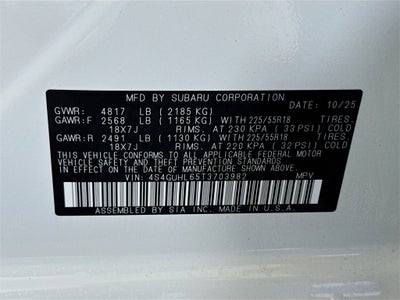 MFD BY SUBARU CORPORATION
GVWR: 4817 LB (2185 KG) DATE: 10/25
GAWR:F 2568 LB (1165 KG) WITH 225/55R18 TIRES.
18X7J RIMS. AT 230 KPA (33 PSI) COLD
GAWR:R 2491 LB (1130 KG) WITH 225/55R18 TIRES.
18X7J RIMS. AT 220 KPA (32 PSI) COLD
THIS VEHICLE CONFORMS TO ALL APPLICABLE FEDERAL MOTOR
VEHICLE SAFETY AND THEFT PREVENTION STANDARDS IN
EFFECT ON THE DATE OF MANUFACTURE SHOWN ABOVE.
VIN: 4S4GUHL65T3703982 MPV
ASSEMBLED BY SIA INC. MADE IN U.S.A.